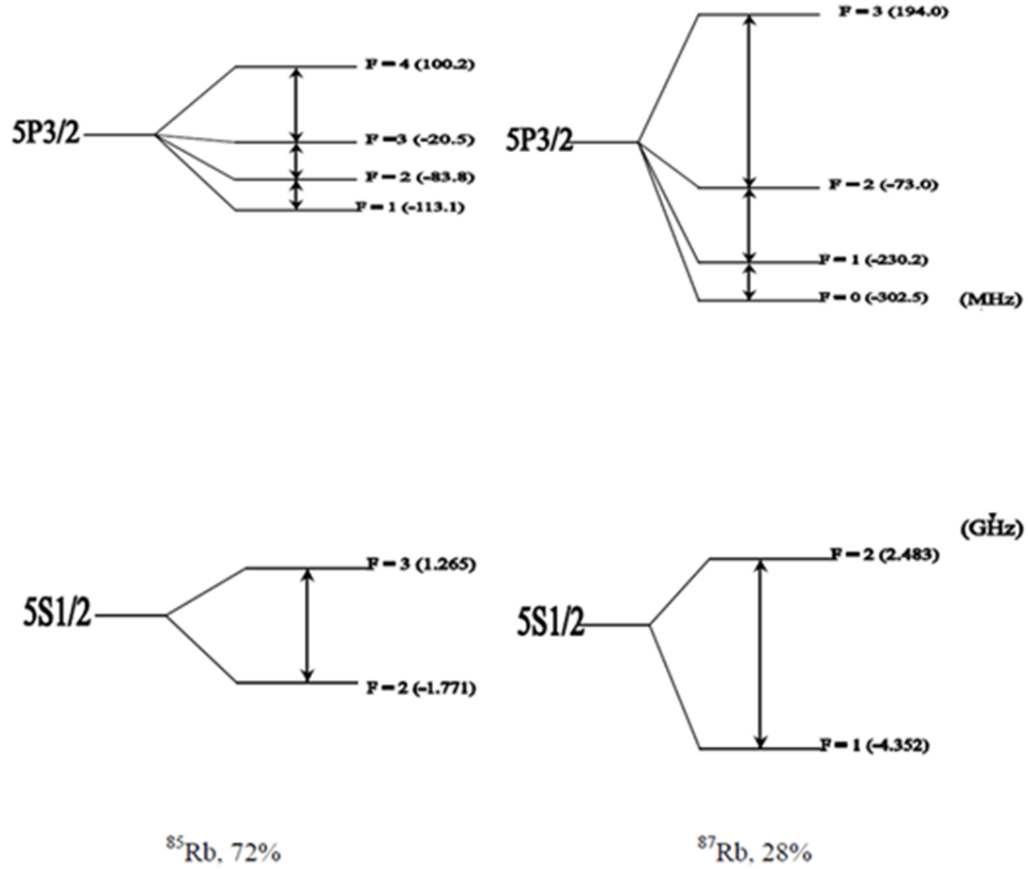 F = 3 (194.0)
F = 4 (100.2)
5P3/2
F =3 (-20.5)
5P3/2
F = 2 (-83.8)
F = 2 (-73.0)
F = 1 (-113.1)
F = 1 (-230.2)
F = 0 (-302.5)
(MHz)
(GHz)
F = 3 (1.265)
F = 2 (2.483)
5S1/2
5S1/2
F = 2 (-1.771)
F = 1 (-4.352)
⁸⁵Rb, 72%
⁸⁷Rb, 28%